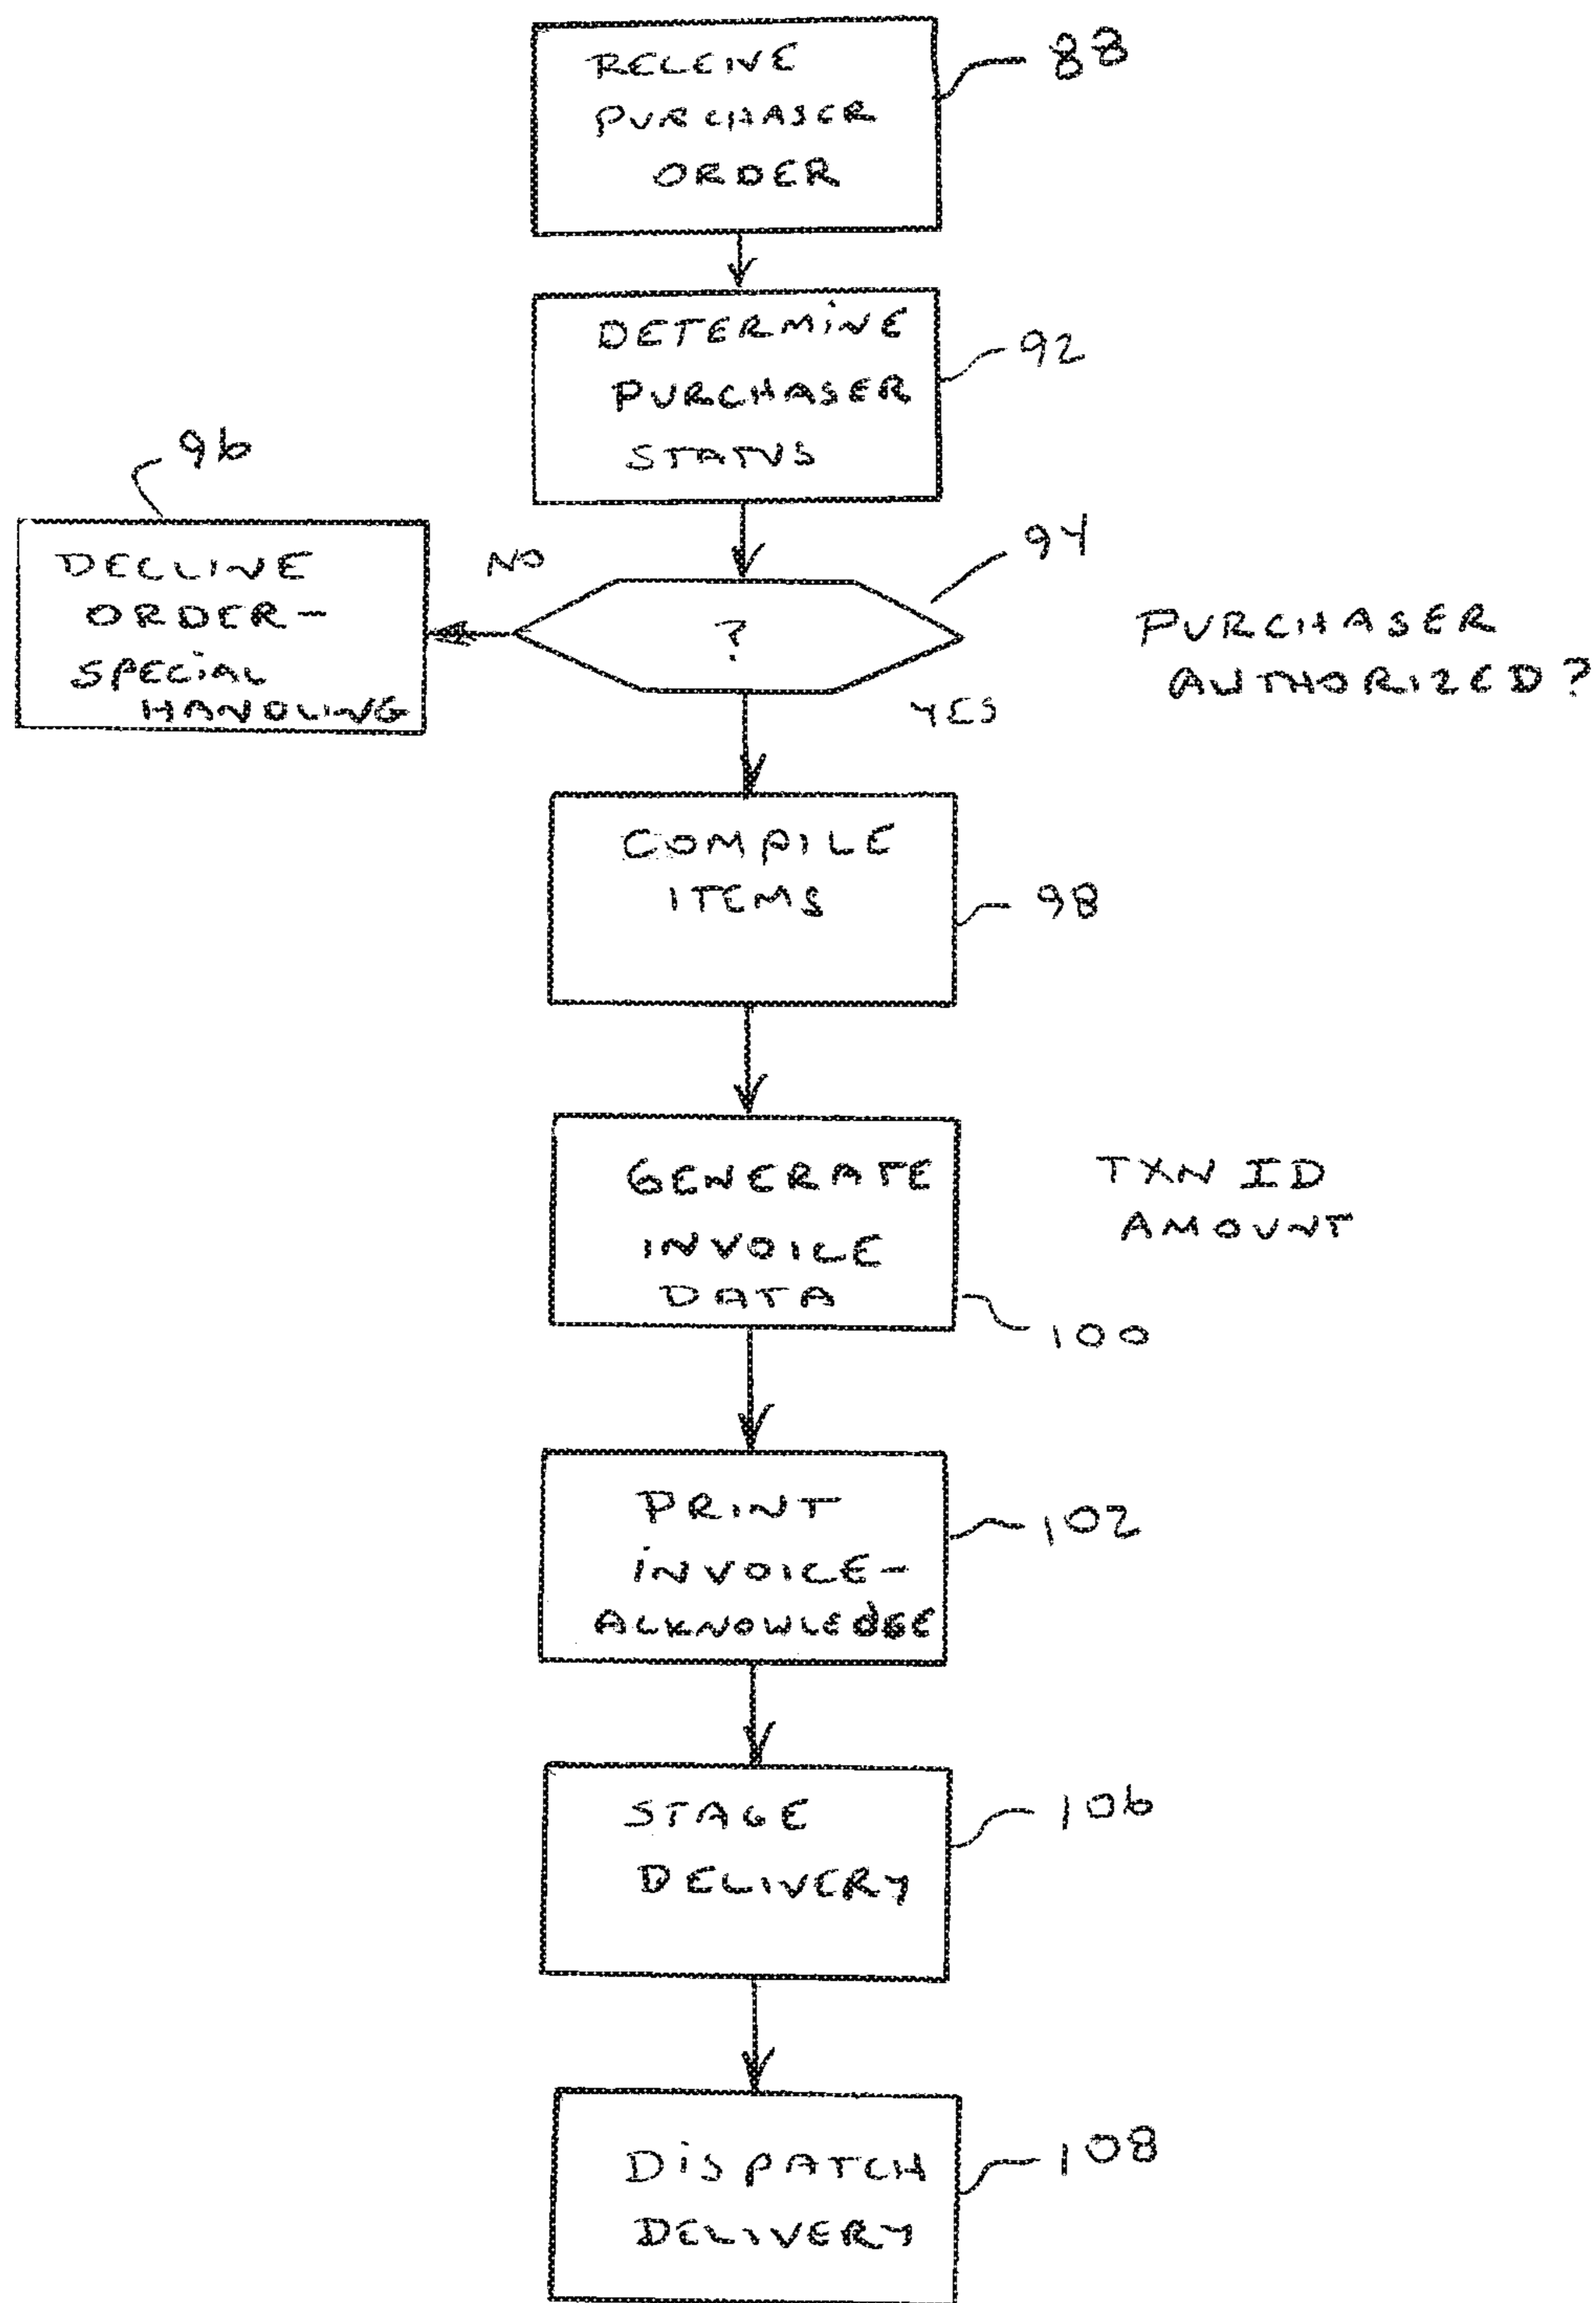 RECEIVE
PURCHASER
ORDER
88
DETERMINE
PURCHASER
STATUS
92
96
DECLINE
ORDER-
SPECIAL
HANDLING
NO
?
94
PURCHASER
AUTHORIZED?
YES
COMPILE
ITEMS
98
GENERATE
INVOICE
DATA
TXN ID
AMOUNT
100
PRINT
INVOICE-
ACKNOWLEDGE
102
STAGE
DELIVERY
106
DISPATCH
DELIVERY
108